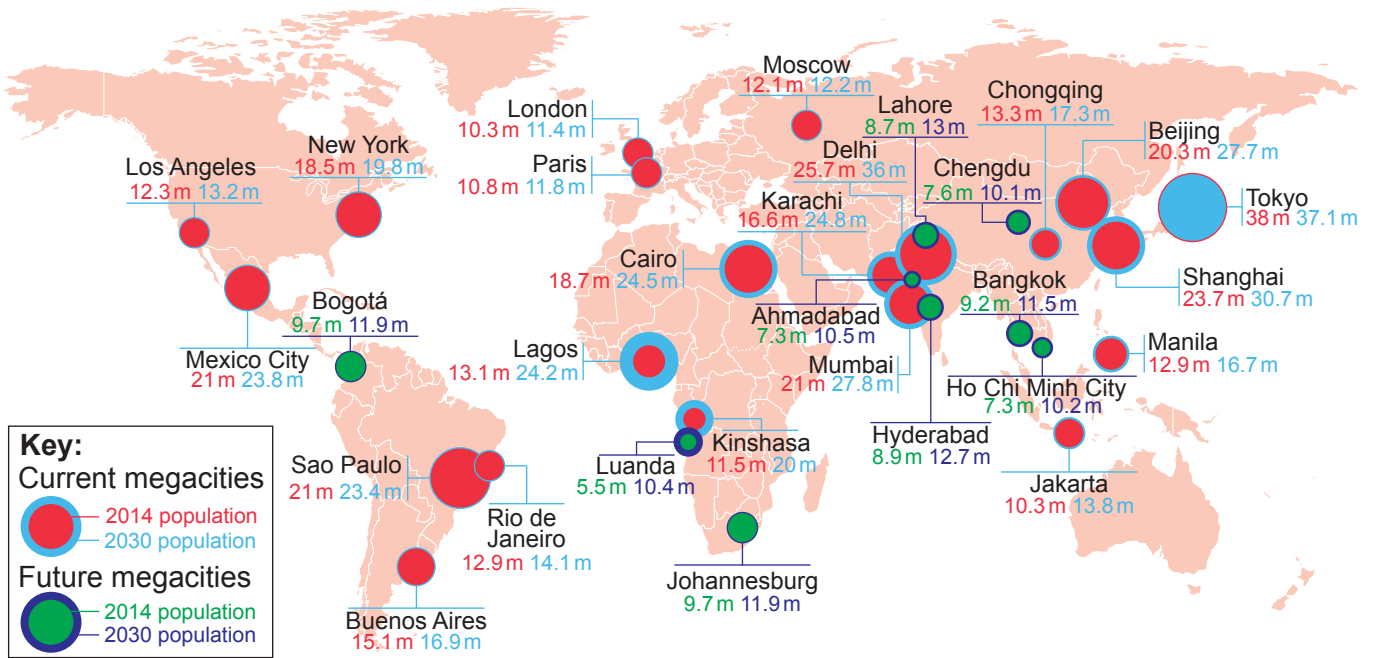 Moscow
12.1 m 12.2 m
London
10.3 m 11.4 m
Paris
10.8 m 11.8 m
New York
18.5 m 19.8 m
Los Angeles
12.3 m 13.2 m
Lahore
8.7 m 13 m
Delhi
25.7 m 36 m
Karachi
16.6 m 24.8 m
Chongqing
13.3 m 17.3 m
Chengdu
7.6 m 10.1 m
Beijing
20.3 m 27.7 m
Tokyo
38 m 37.1 m
Shanghai
23.7 m 30.7 m
Cairo
18.7 m 24.5 m
Bangkok
9.2 m 11.5 m
Ahmadabad
7.3 m 10.5 m
Bogotá
9.7 m 11.9 m
Mexico City
21 m 23.8 m
Lagos
13.1 m 24.2 m
Mumbai
21 m 27.8 m
Manila
12.9 m 16.7 m
Ho Chi Minh City
7.3 m 10.2 m
Hyderabad
8.9 m 12.7 m
Kinshasa
11.5 m 20 m
Luanda
5.5 m 10.4 m
Jakarta
10.3 m 13.8 m
Sao Paulo
21 m 23.4 m
Rio de
Janeiro
12.9 m 14.1 m
Johannesburg
9.7 m 11.9 m
Buenos Aires
15.1 m 16.9 m
Key:
Current megacities
2014 population
2030 population
Future megacities
2014 population
2030 population